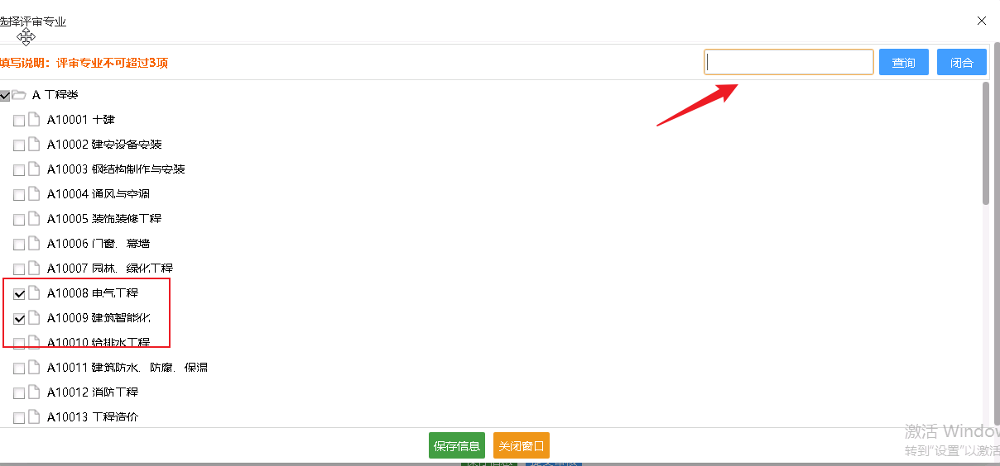 选择评审专业
填写说明：评审专业不可超过3项
查询
闭合
A 工程类
A10001 土建
A10002 建安设备安装
A10003 钢结构制作与安装
A10004 通风与空调
A10005 装饰装修工程
A10006 门窗、幕墙
A10007 园林、绿化工程
A10008 电气工程
A10009 建筑智能化
A10010 给排水工程
A10011 建筑防水、防腐、保温
A10012 消防工程
A10013 工程造价
保存信息
关闭窗口
激活 Window
转到"设置"以激活